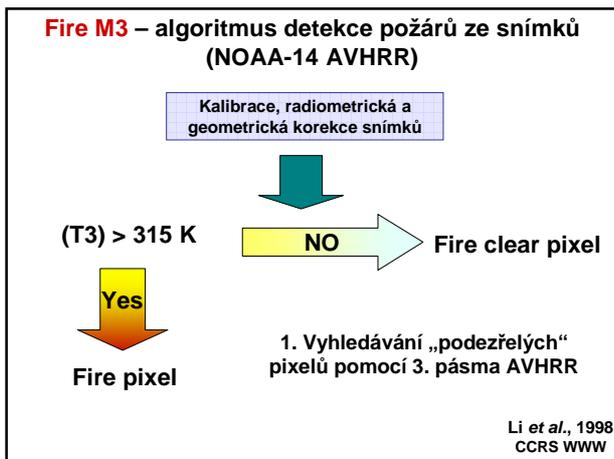 Fire M3 – algoritmus detekce požárů ze snímků
(NOAA-14 AVHRR)
Kalibrace, radiometrická a
geometrická korekce snímků
(T3) > 315 K
NO
Fire clear pixel
Yes
Fire pixel
1. Vyhledávání „podezřelých“
pixelů pomocí 3. pásma AVHRR
Li et al., 1998
CCRS WWW